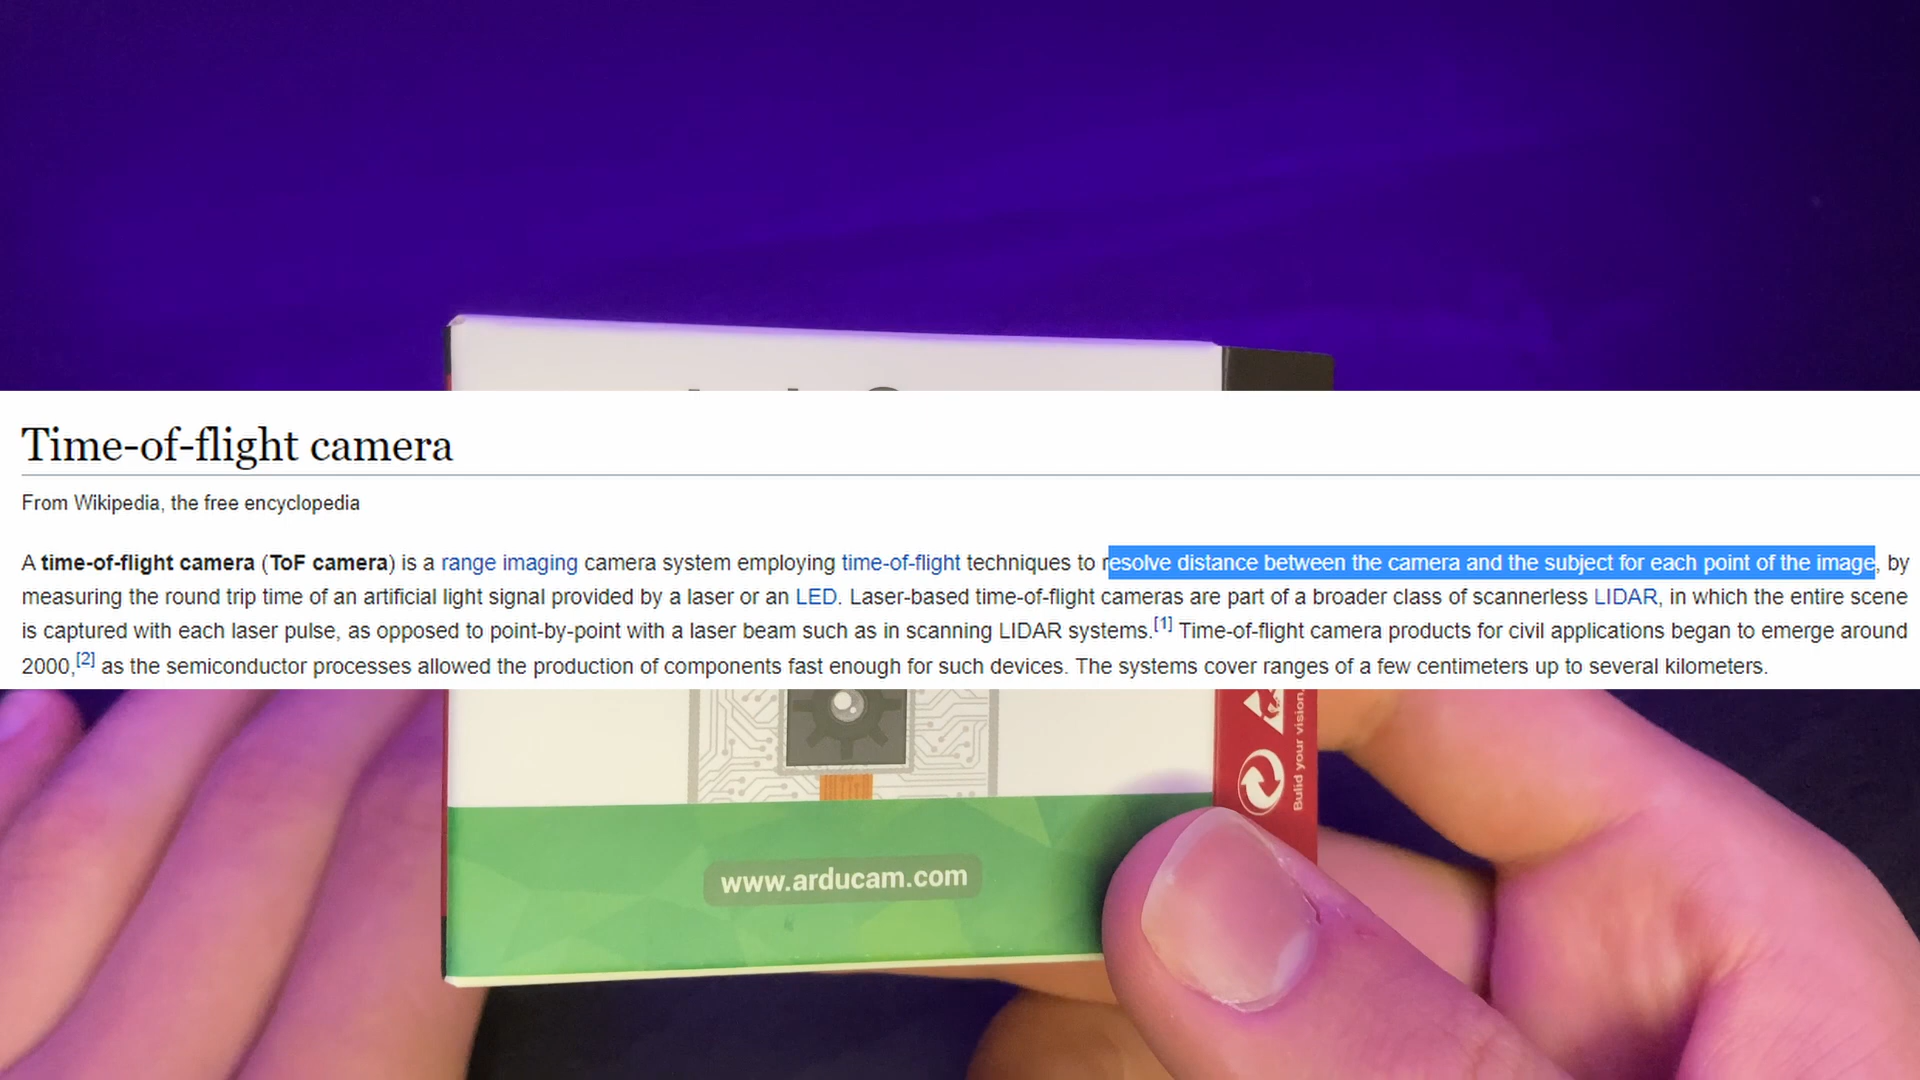 Time-of-flight camera
From Wikipedia, the free encyclopedia
A time-of-flight camera (ToF camera) is a range imaging camera system employing time-of-flight techniques to resolve distance between the camera and the subject for each point of the image, by
measuring the round trip time of an artificial light signal provided by a laser or an LED. Laser-based time-of-flight cameras are part of a broader class of scannerless LIDAR, in which the entire scene
is captured with each laser pulse, as opposed to point-by-point with a laser beam such as in scanning LIDAR systems.[1] Time-of-flight camera products for civil applications began to emerge around
2000,[2] as the semiconductor processes allowed the production of components fast enough for such devices. The systems cover ranges of a few centimeters up to several kilometers.
Bulid your vision.
www.arducam.com